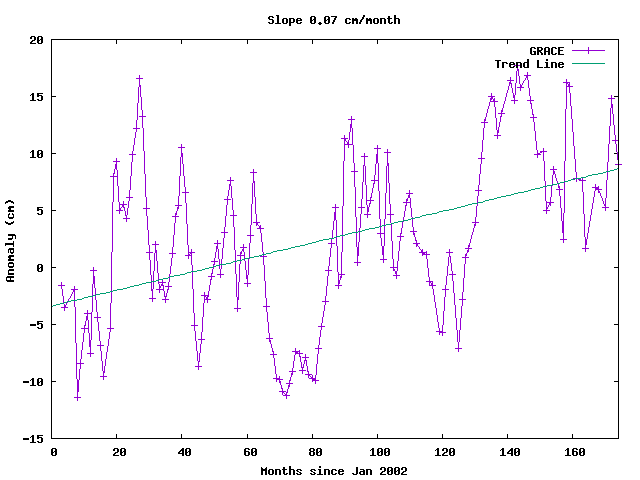 Slope 0.07 cm/month
20
15
10
5
0
-5
-10
-15
Anomaly (cm)
GRACE
Trend Line
0 20 40 60 80 100 120 140 160
Months since Jan 2002